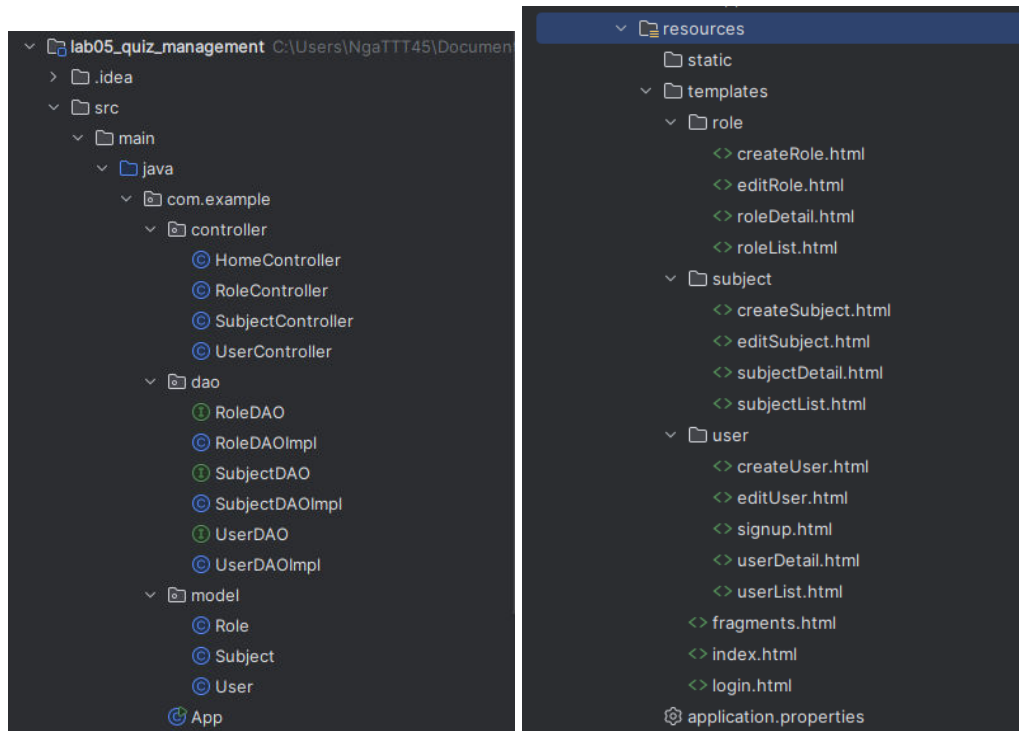 lab05_quiz_management C:\Users\NgaTTT45\Documen
.idea
src
main
java
com.example
controller
HomeController
RoleController
SubjectController
UserController
dao
RoleDAO
RoleDAOImpl
SubjectDAO
SubjectDAOImpl
UserDAO
UserDAOImpl
model
Role
Subject
User
App
resources
static
templates
role
createRole.html
editRole.html
roleDetail.html
roleList.html
subject
createSubject.html
editSubject.html
subjectDetail.html
subjectList.html
user
createUser.html
editUser.html
signup.html
userDetail.html
userList.html
fragments.html
index.html
login.html
application.properties